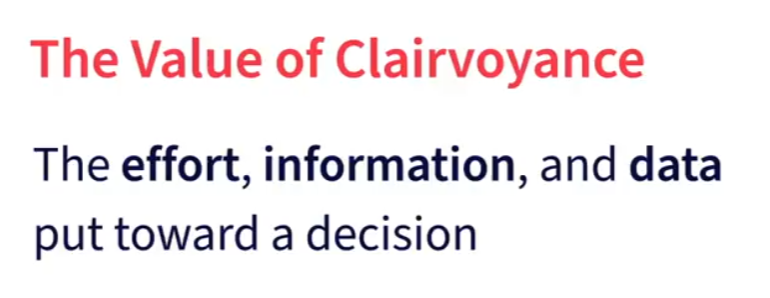 The Value of Clairvoyance
The effort, information, and data
put toward a decision